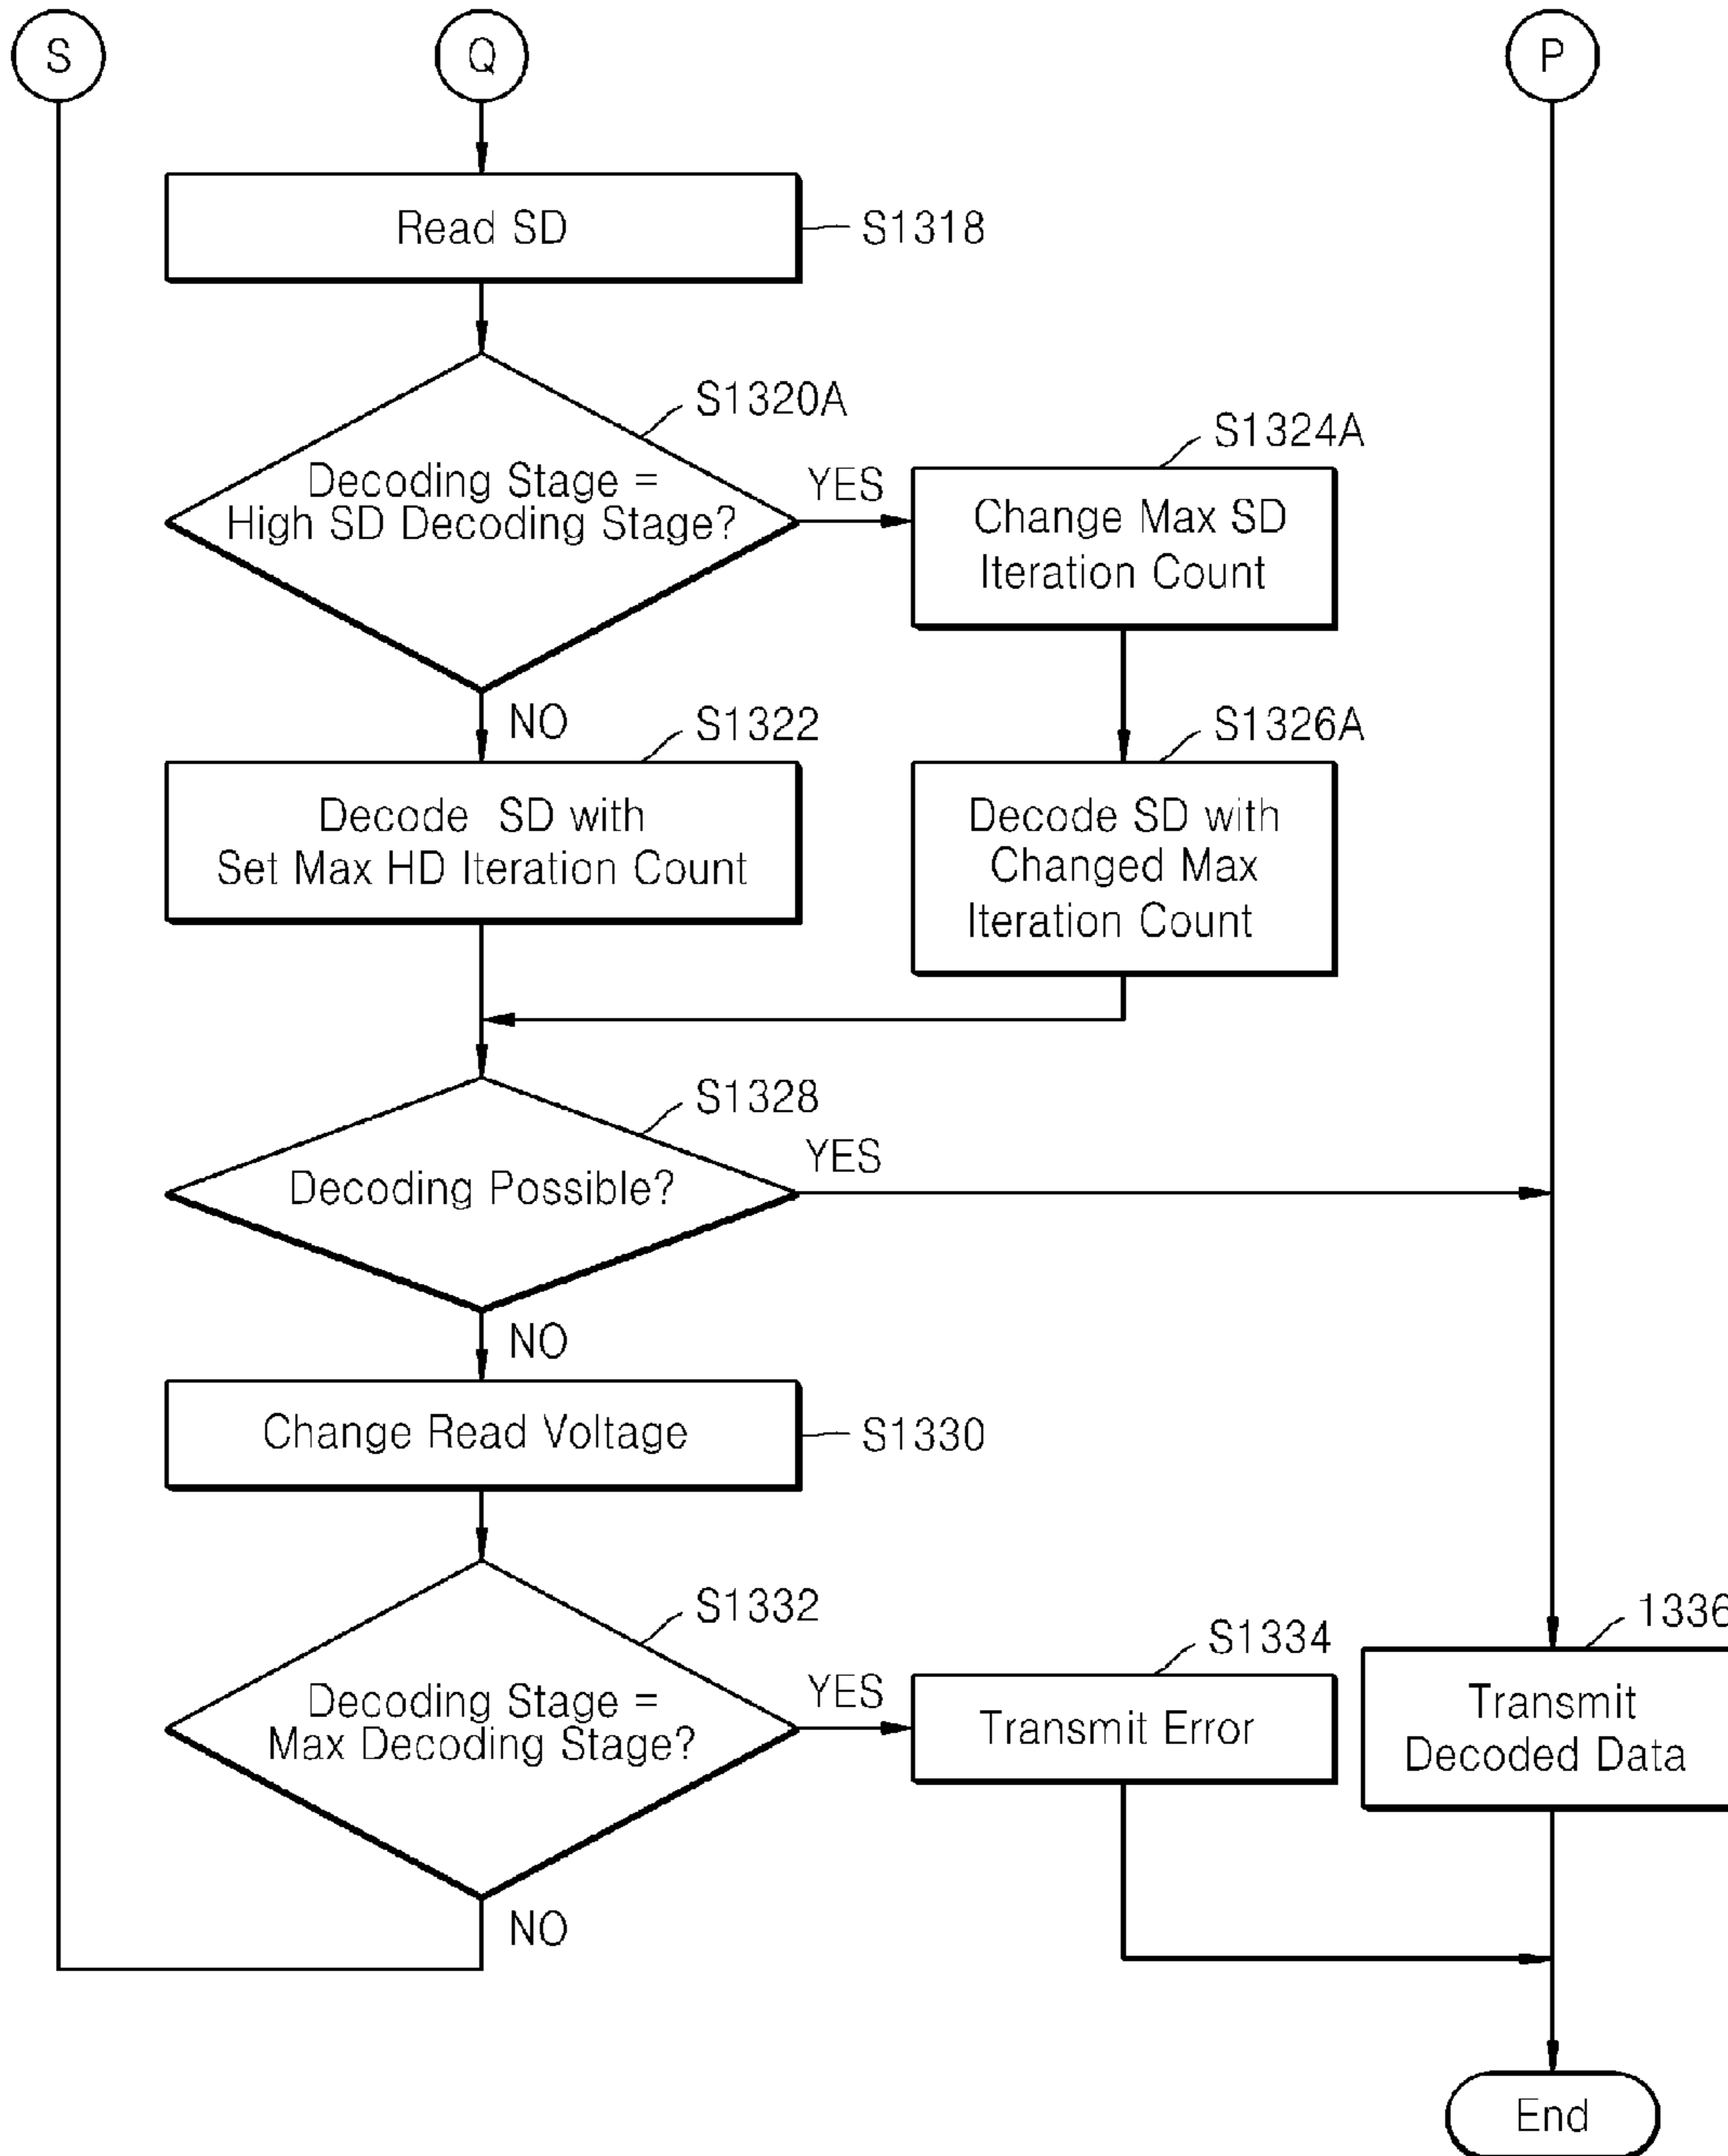 S
Q
P
Read SD
S1318
S1320A
Decoding Stage =
High SD Decoding Stage?
YES
S1324A
Change Max SD
Iteration Count
NO
S1322
Decode SD with
Set Max HD Iteration Count
S1326A
Decode SD with
Changed Max
Iteration Count
S1328
Decoding Possible?
YES
NO
Change Read Voltage
S1330
S1332
Decoding Stage =
Max Decoding Stage?
YES
S1334
Transmit Error
1336
Transmit
Decoded Data
NO
End